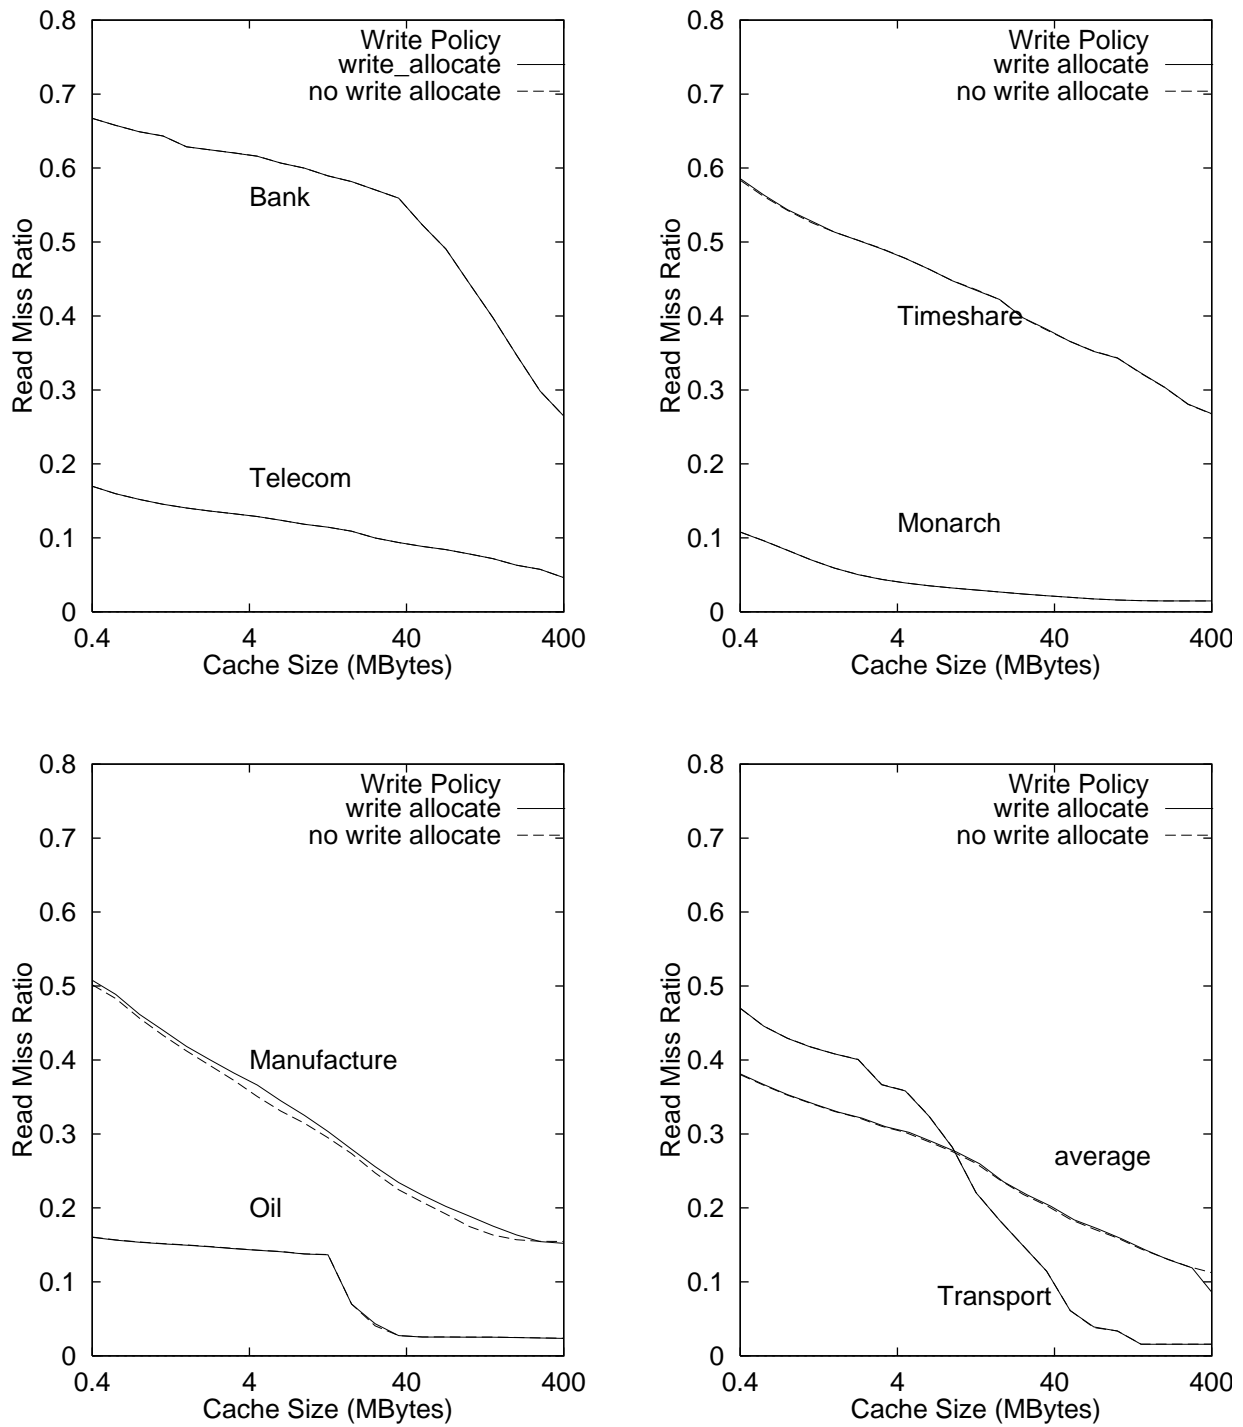 0.8
Write Policy
write_allocate
no write allocate
0.7
0.6
Bank
0.5
Read Miss Ratio
0.4
0.3
0.2
Telecom
0.1
0
0.4 4 40 400
Cache Size (MBytes)
0.8
Write Policy
write allocate
no write allocate
0.7
0.6
0.5
Read Miss Ratio
0.4
Timeshare
0.3
0.2
Monarch
0.1
0
0.4 4 40 400
Cache Size (MBytes)
0.8
Write Policy
write allocate
no write allocate
0.7
0.6
0.5
Read Miss Ratio
0.4
Manufacture
0.3
0.2
Oil
0.1
0
0.4 4 40 400
Cache Size (MBytes)
0.8
Write Policy
write allocate
no write allocate
0.7
0.6
0.5
Read Miss Ratio
0.4
0.3
average
0.2
0.1
Transport
0
0.4 4 40 400
Cache Size (MBytes)